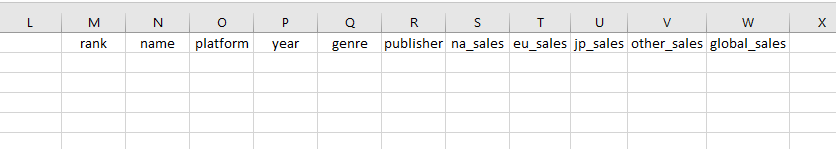 L M N O P Q R S T U V W X
rank name platform year genre publisher na_sales eu_sales jp_sales other_sales global_sales